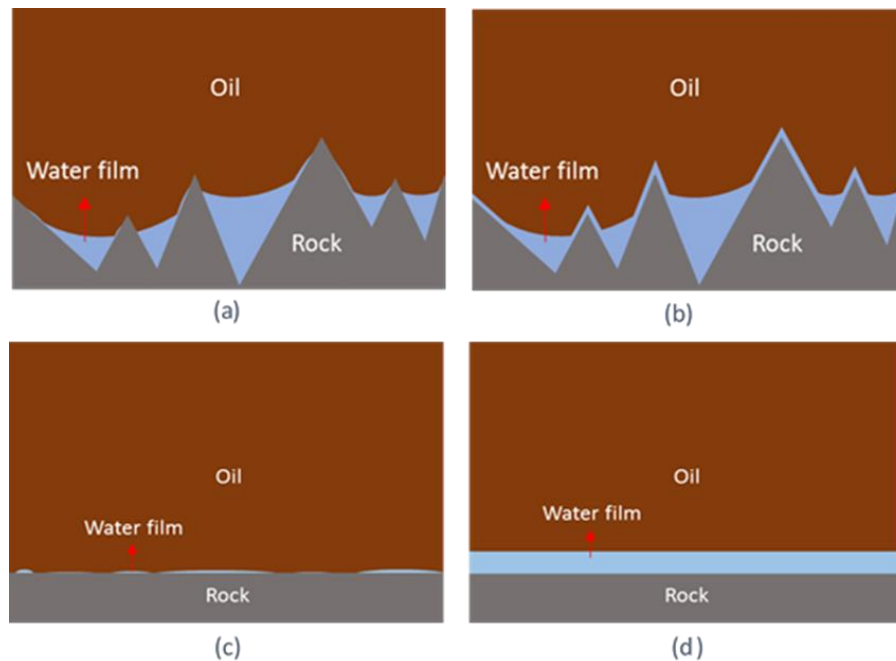 Oil
Water film
Rock
(a)
Oil
Water film
Rock
(b)
Oil
Water film
Rock
(c)
Oil
Water film
Rock
(d)